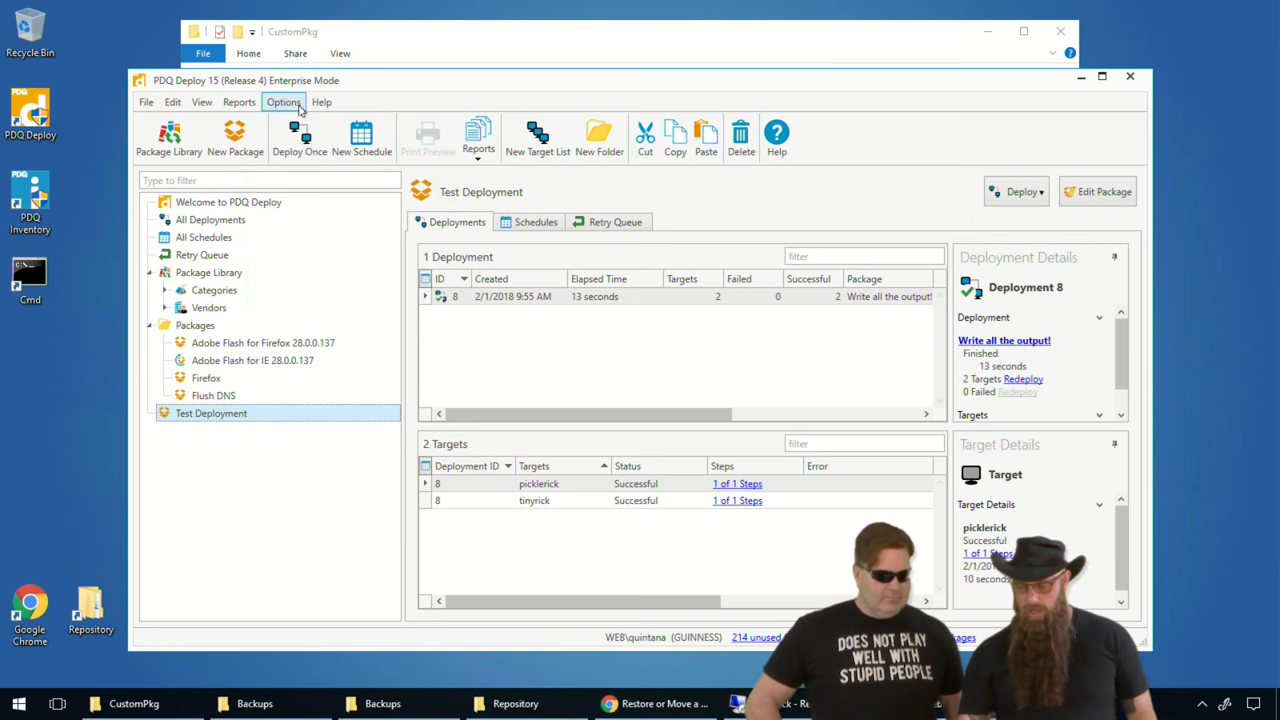 Recycle Bin
PDQ Deploy
PDQ
Inventory
Cmd
Google
Chrome
Repository
CustomPkg
File Home Share View
PDQ Deploy 15 (Release 4) Enterprise Mode
File Edit View Reports Options Help
Package Library New Package Deploy Once New Schedule Print Preview Reports New Target List New Folder Cut Copy Paste Delete Help
Type to filter
Welcome to PDQ Deploy
All Deployments
All Schedules
Retry Queue
Package Library
Categories
Vendors
Packages
Adobe Flash for Firefox 28.0.0.137
Adobe Flash for IE 28.0.0.137
Firefox
Flush DNS
Test Deployment
Test Deployment
Deploy Edit Package
Deployments Schedules Retry Queue
1 Deployment filter
ID Created Elapsed Time Targets Failed Successful Package
8 2/1/2018 9:55 AM 13 seconds 2 0 2 Write all the output!
2 Targets filter
Deployment ID Targets Status Steps Error
8 picklerick Successful 1 of 1 Steps
8 tinyrick Successful 1 of 1 Steps
Deployment Details
Deployment 8
Deployment
Write all the output!
Finished
13 seconds
2 Targets Redeploy
0 Failed Redeploy
Targets
Target Details
Target
Target Details
picklerick
Successful
1 of 1 Steps
10 seconds
WEB\quintana (GUINNESS) 214 unused
DOES NOT PLAY
WELL WITH
STUPID PEOPLE
CustomPkg Backups Backups Repository Restore or Move a ...